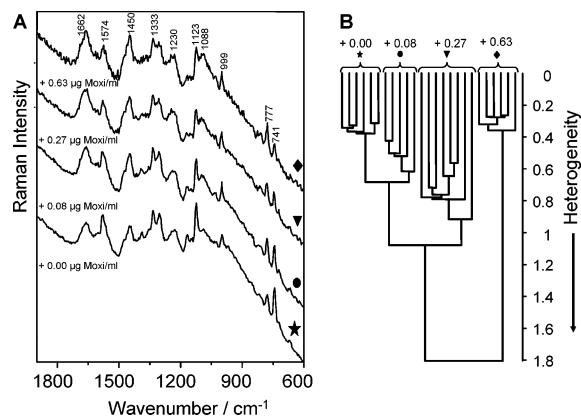 A
1662
1574
1450
1333
1230
1123
1088
999
777
741
+ 0.63 µg Moxi/ml
+ 0.27 µg Moxi/ml
+ 0.08 µg Moxi/ml
+ 0.00 µg Moxi/ml
Raman Intensity
1800 1500 1200 900 600
Wavenumber / cm-1
B
+ 0.00 + 0.08 + 0.27 + 0.63
0
0.2
0.4
0.6
0.8
1
1.2
1.4
1.6
1.8
Heterogeneity